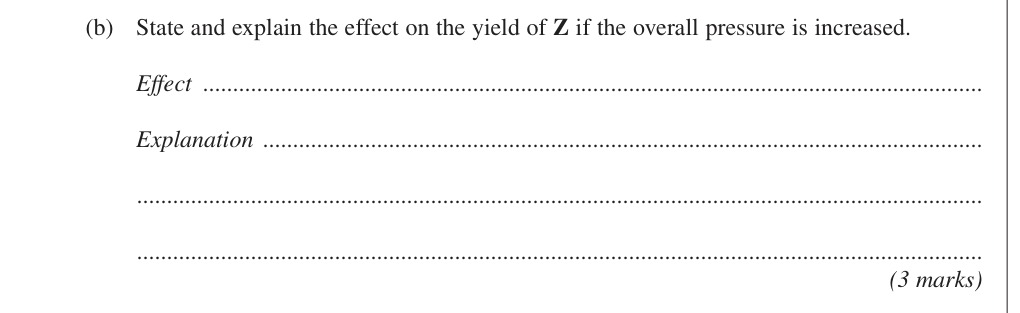 (b) State and explain the effect on the yield of Z if the overall pressure is increased.
Effect ..........................................................................................................................................
Explanation ................................................................................................................................
......................................................................................................................................................
......................................................................................................................................................
(3 marks)